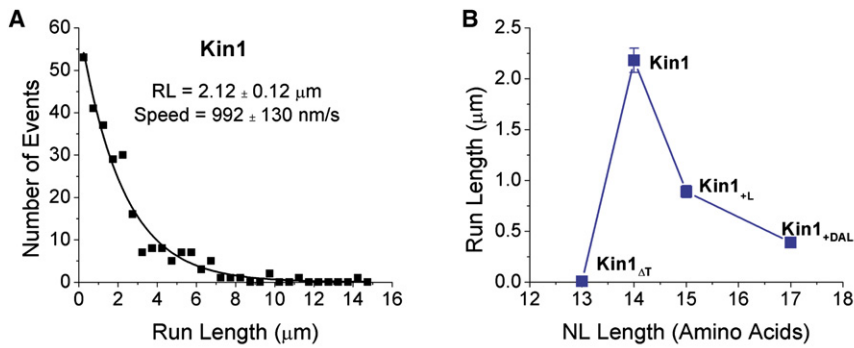 A
Kin1
RL = 2.12 ± 0.12 μm
Speed = 992 ± 130 nm/s
Number of Events
60
50
40
30
20
10
0
0 2 4 6 8 10 12 14 16
Run Length (μm)
B
Run Length (μm)
2.5
2.0
1.5
1.0
0.5
0.0
Kin1
Kin1+L
Kin1+DAL
Kin1ΔT
12 13 14 15 16 17 18
NL Length (Amino Acids)